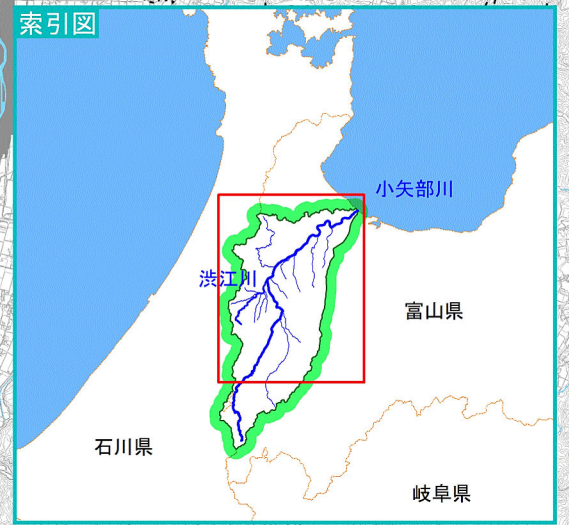 索引図
小矢部川
渋江川
富山県
石川県
岐阜県